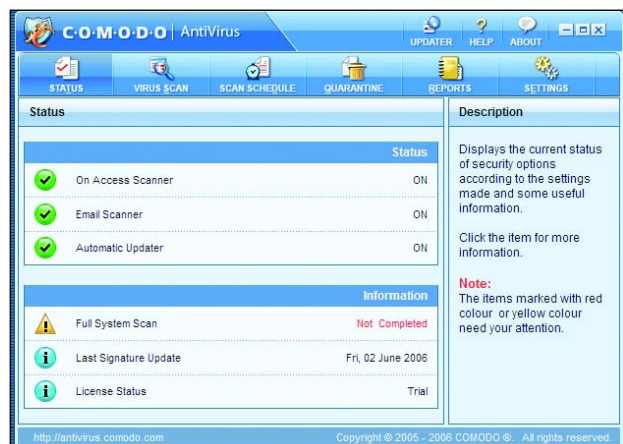 C·O·M·O·D·O AntiVirus
UPDATER HELP ABOUT
STATUS VIRUS SCAN SCAN SCHEDULE QUARANTINE REPORTS SETTINGS
Status
Status
On Access Scanner ON
Email Scanner ON
Automatic Updater ON
Information
Full System Scan Not Completed
Last Signature Update Fri, 02 June 2006
License Status Trial
Description
Displays the current status
of security options
according to the settings
made and some useful
information.
Click the item for more
information.
Note:
The items marked with red
colour or yellow colour
need your attention.
http://antivirus.comodo.com Copyright © 2005 - 2006 COMODO ®. All rights reserved.